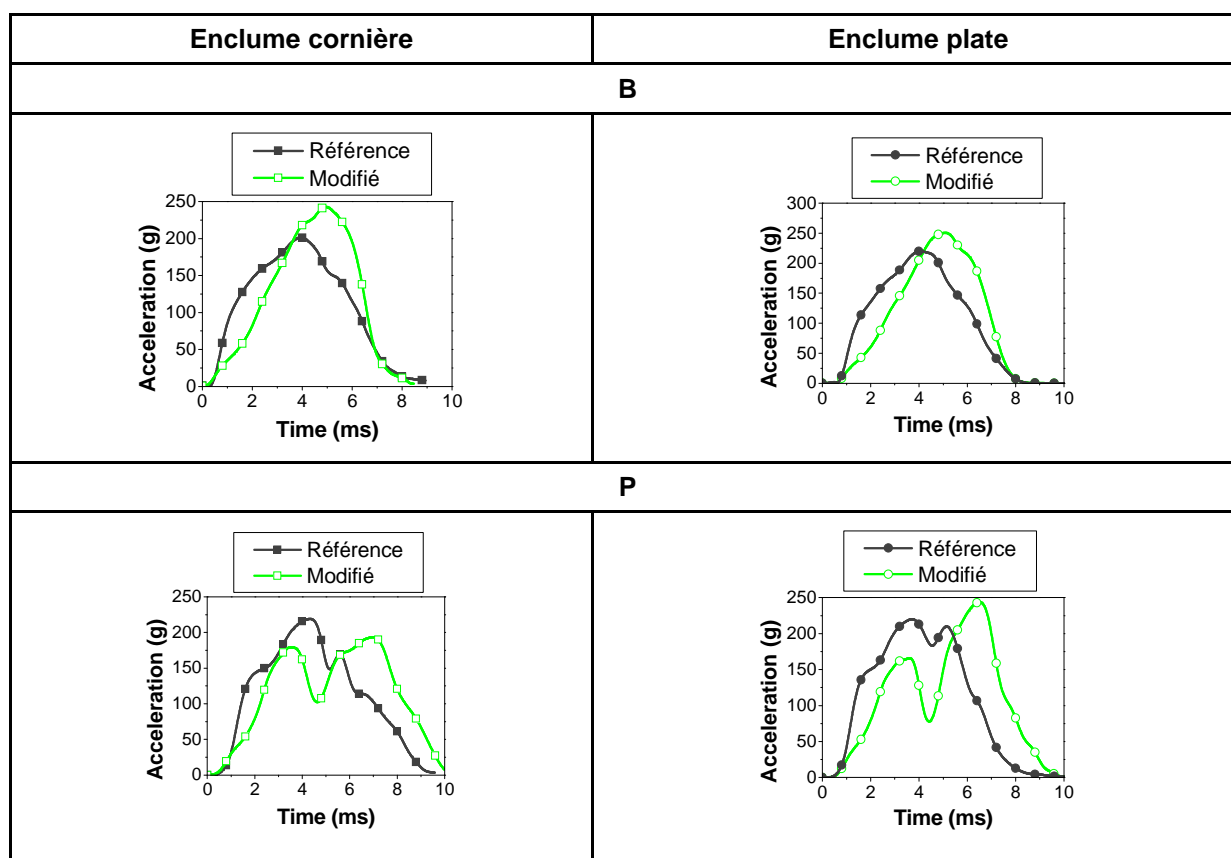 Enclume cornière
Enclume plate
B
Référence
Modifié
250
200
150
100
50
0
0 2 4 6 8 10
Acceleration (g)
Time (ms)
Référence
Modifié
300
250
200
150
100
50
0
0 2 4 6 8 10
Acceleration (g)
Time (ms)
P
Référence
Modifié
250
200
150
100
50
0
0 2 4 6 8 10
Acceleration (g)
Time (ms)
Référence
Modifié
250
200
150
100
50
0
0 2 4 6 8 10
Acceleration (g)
Time (ms)